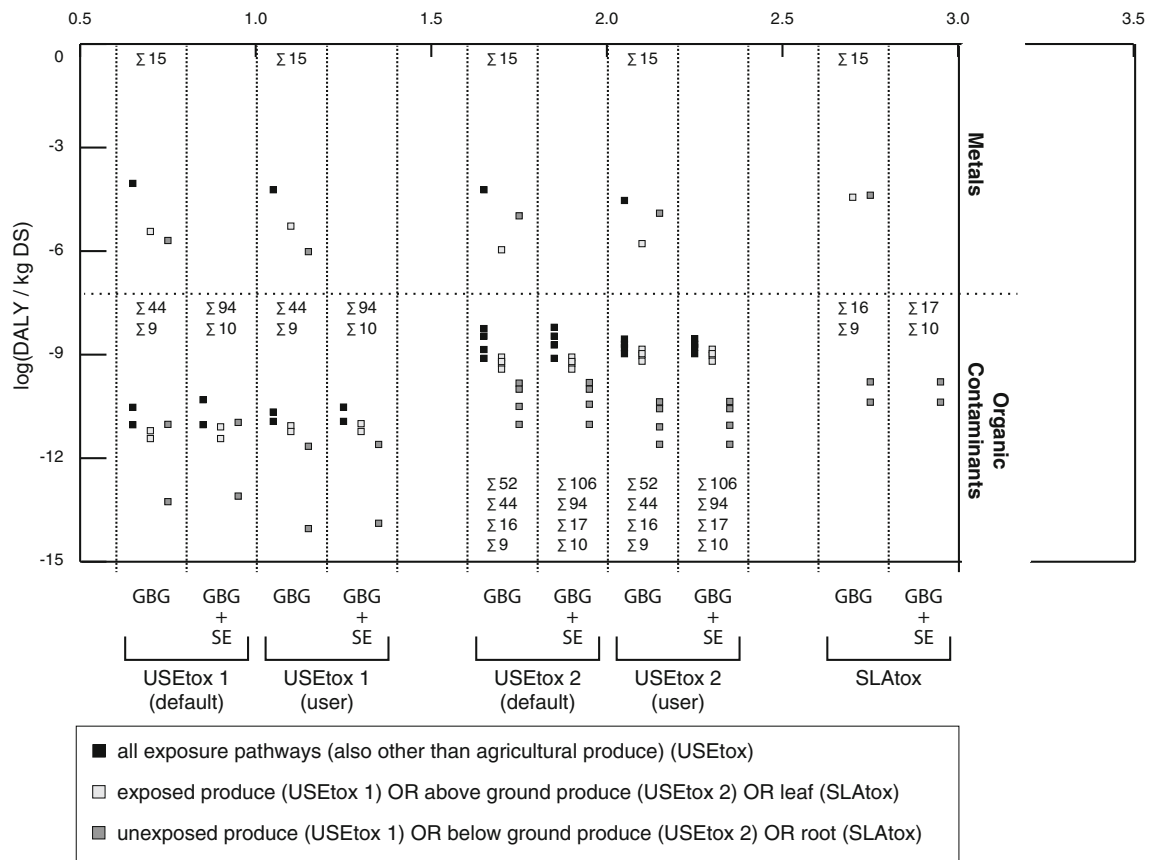 0.5 1.0 1.5 2.0 2.5 3.0 3.5
0
-3
-6
-9
-12
-15
log(DALY / kg DS)
Σ 15 Σ 15 Σ 15 Σ 15 Σ 15
Metals
Σ 44 Σ 94 Σ 44 Σ 94 Σ 16 Σ 17
Σ 9 Σ 10 Σ 9 Σ 10 Σ 9 Σ 10
Organic
Contaminants
Σ 52 Σ 106 Σ 52 Σ 106
Σ 44 Σ 94 Σ 44 Σ 94
Σ 16 Σ 17 Σ 16 Σ 17
Σ 9 Σ 10 Σ 9 Σ 10
GBG GBG GBG GBG GBG GBG GBG GBG GBG GBG
+ + + + +
SE SE SE SE SE
USEtox 1 USEtox 1 USEtox 2 USEtox 2 SLAtox
(default) (user) (default) (user)
all exposure pathways (also other than agricultural produce) (USEtox)
exposed produce (USEtox 1) OR above ground produce (USEtox 2) OR leaf (SLAtox)
unexposed produce (USEtox 1) OR below ground produce (USEtox 2) OR root (SLAtox)